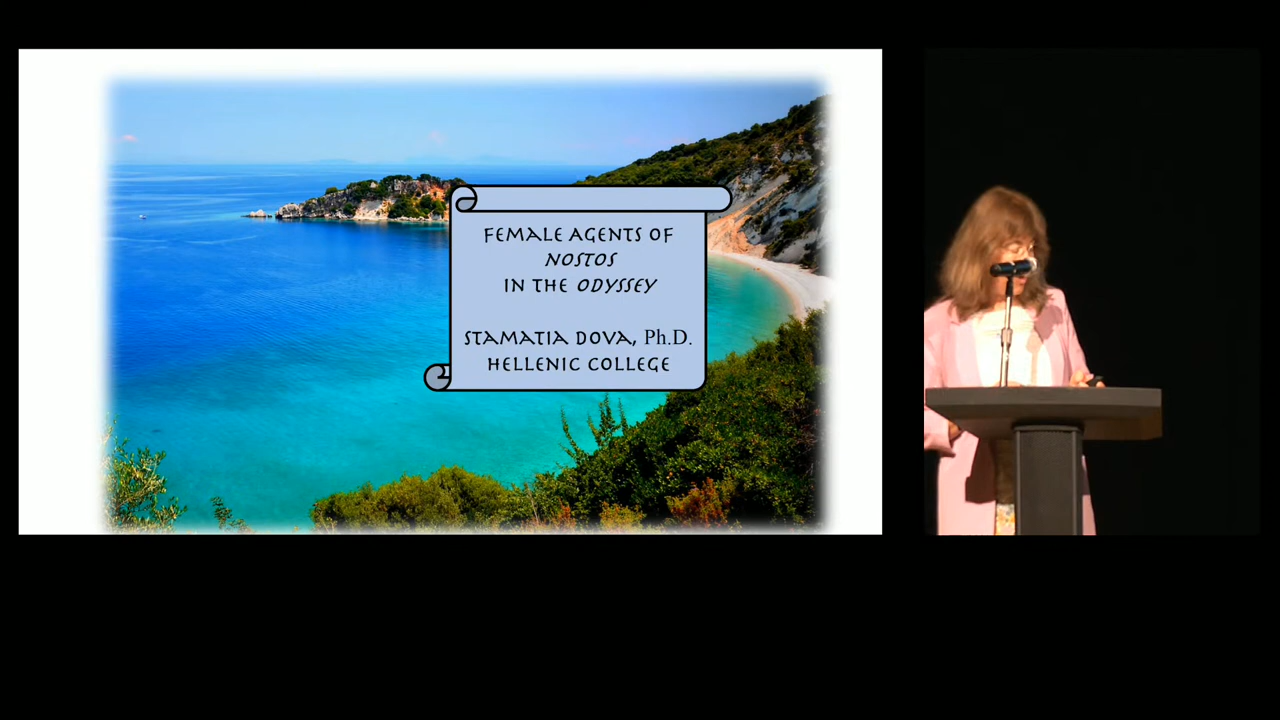 FEMALE AGENTS OF
NOSTOS
IN THE ODYSSEY
STAMATIA DOVA, Ph.D.
HELLENIC COLLEGE